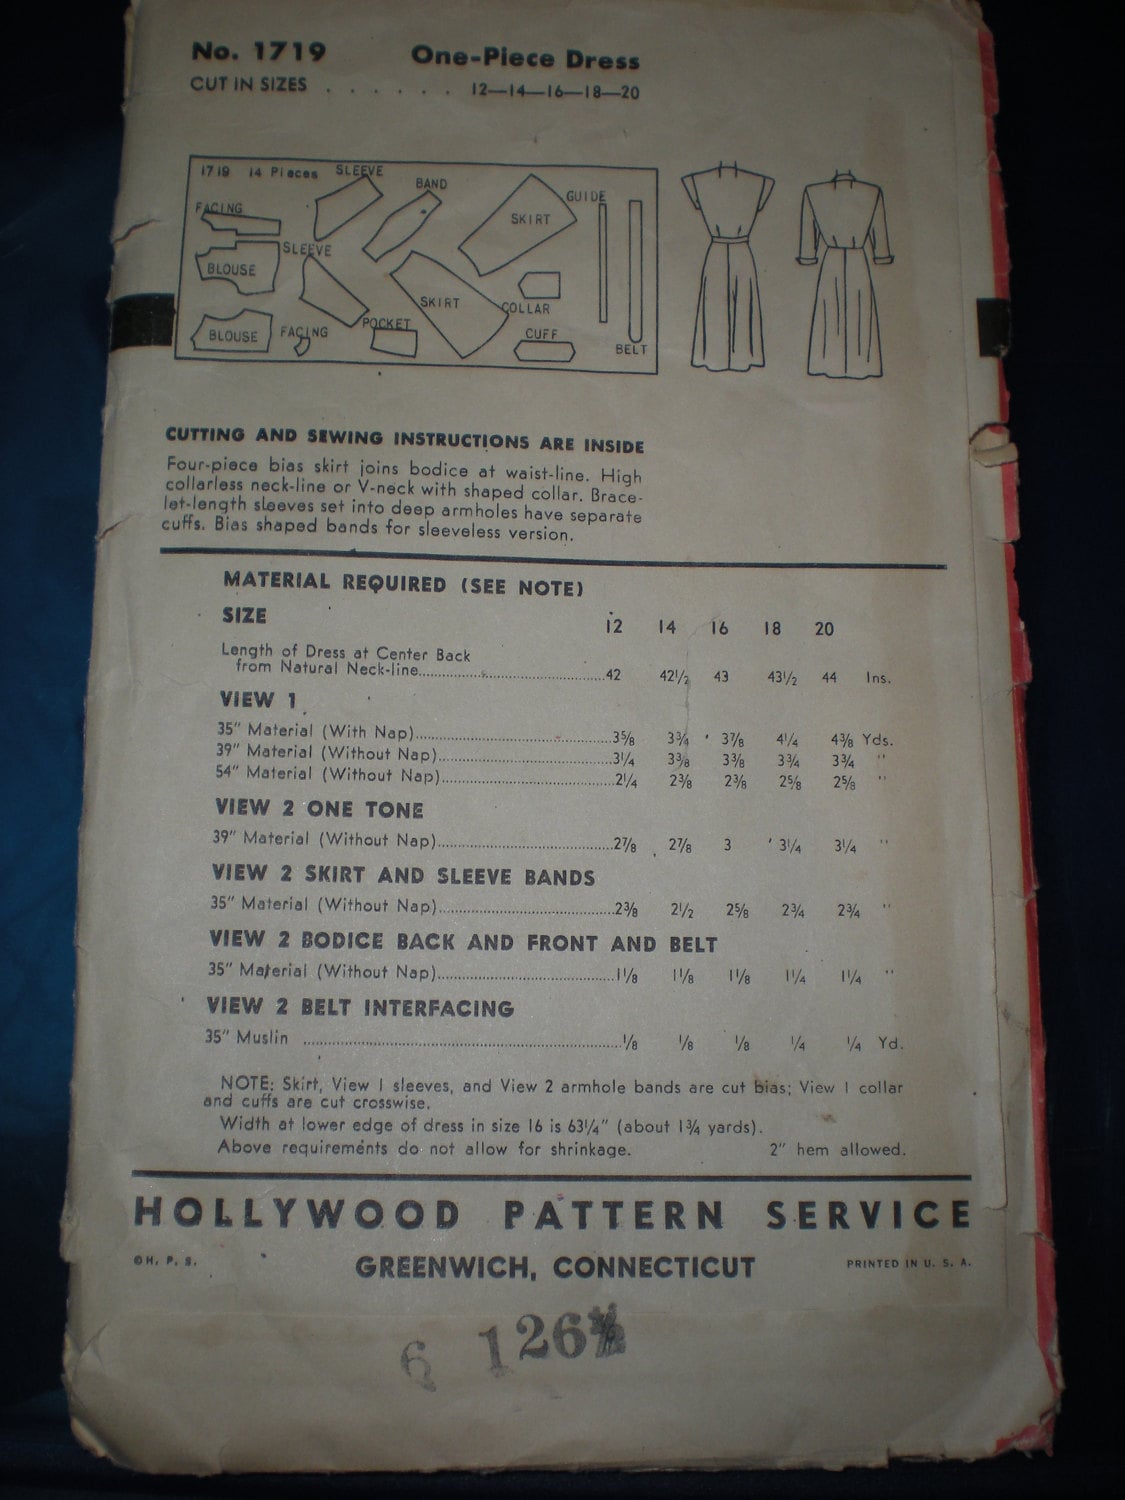 No. 1719 One-Piece Dress
CUT IN SIZES . . . . . . 12—14—16—18—20
1719 14 Pieces
SLEEVE
BAND
GUIDE
FACING
SKIRT
SLEEVE
BLOUSE
SKIRT
COLLAR
POCKET
BLOUSE
FACING
CUFF
BELT
CUTTING AND SEWING INSTRUCTIONS ARE INSIDE
Four-piece bias skirt joins bodice at waist-line. High
collarless neck-line or V-neck with shaped collar. Brace-
let-length sleeves set into deep armholes have separate
cuffs. Bias shaped bands for sleeveless version.
MATERIAL REQUIRED (SEE NOTE)
SIZE 12 14 16 18 20
Length of Dress at Center Back
from Natural Neck-line 42 42½ 43 43½ 44 Ins.
VIEW 1
35" Material (With Nap) 3⅝ 3¾ 3⅞ 4¼ 4⅜ Yds.
39" Material (Without Nap) 3¼ 3⅜ 3⅜ 3¾ 3¾ "
54" Material (Without Nap) 2¼ 2⅜ 2⅜ 2⅝ 2⅝ "
VIEW 2 ONE TONE
39" Material (Without Nap) 2⅞ 2⅞ 3 3¼ 3¼ "
VIEW 2 SKIRT AND SLEEVE BANDS
35" Material (Without Nap) 2⅜ 2½ 2⅝ 2¾ 2¾ "
VIEW 2 BODICE BACK AND FRONT AND BELT
35" Material (Without Nap) 1⅛ 1⅛ 1⅛ 1¼ 1¼ "
VIEW 2 BELT INTERFACING
35" Muslin ⅛ ⅛ ⅛ ¼ ¼ Yd.
NOTE: Skirt, View 1 sleeves, and View 2 armhole bands are cut bias; View 1 collar
and cuffs are cut crosswise.
Width at lower edge of dress in size 16 is 63¼" (about 1¾ yards).
Above requirements do not allow for shrinkage. 2" hem allowed.
HOLLYWOOD PATTERN SERVICE
©H. P. S. GREENWICH, CONNECTICUT PRINTED IN U. S. A.
6 126